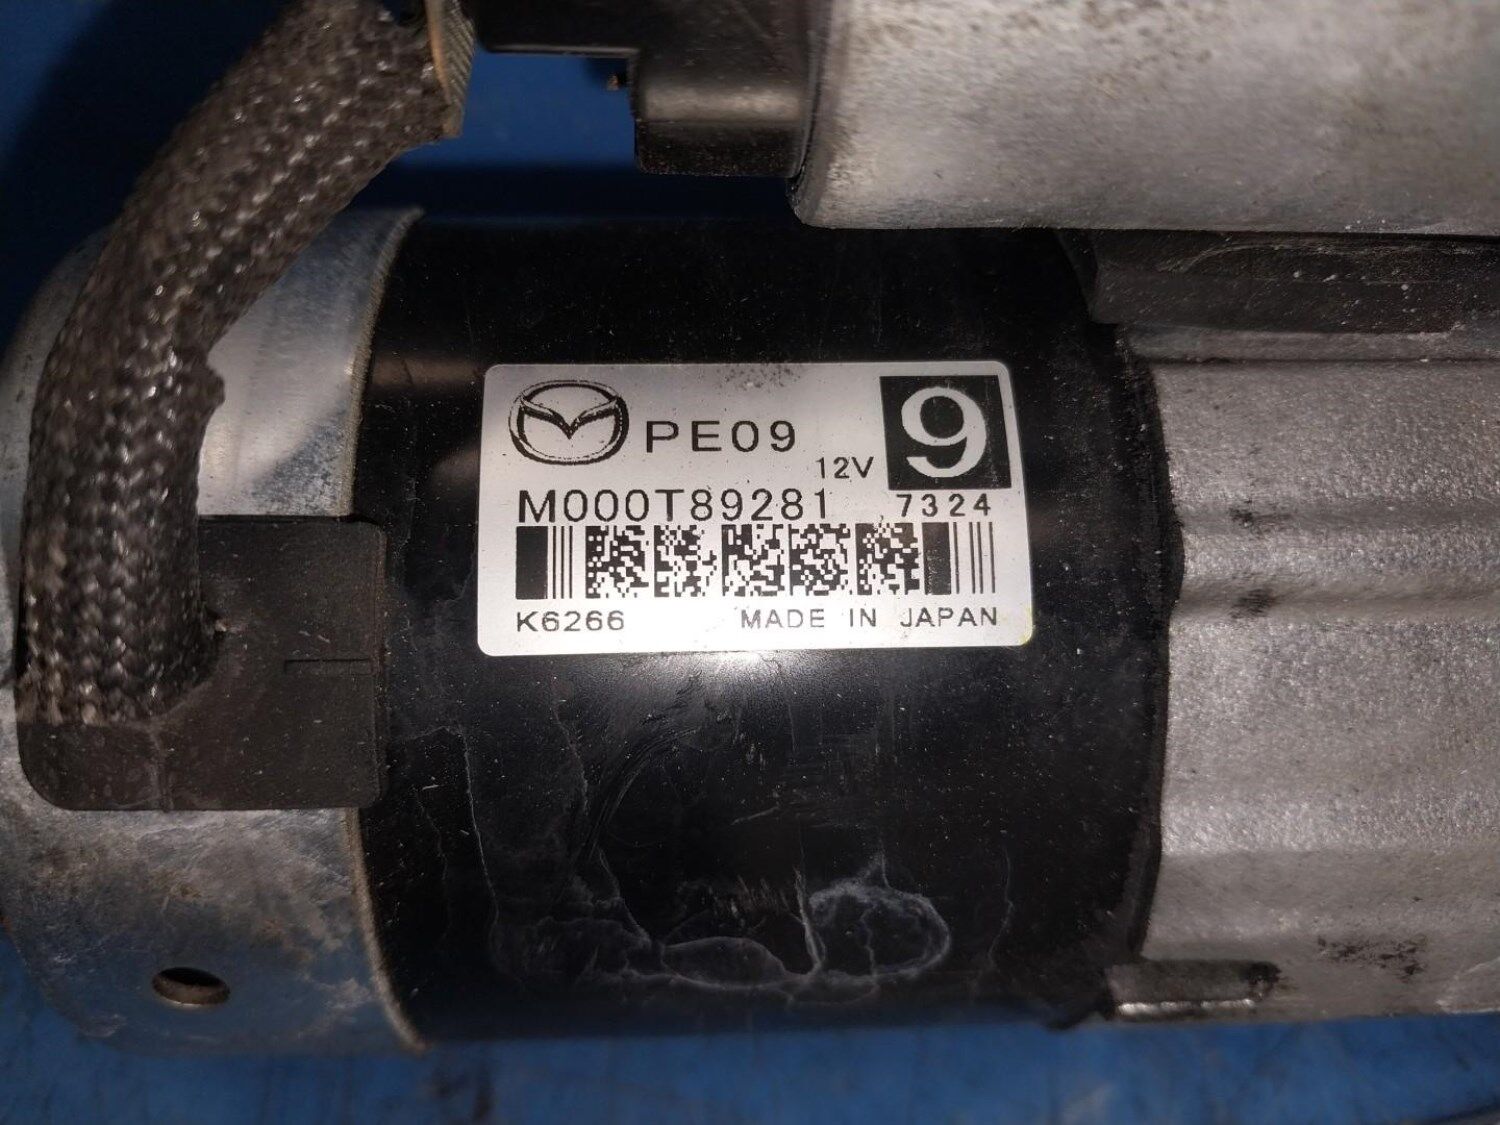 PE09
12V
9
M000T89281
7324
K6266
MADE IN JAPAN